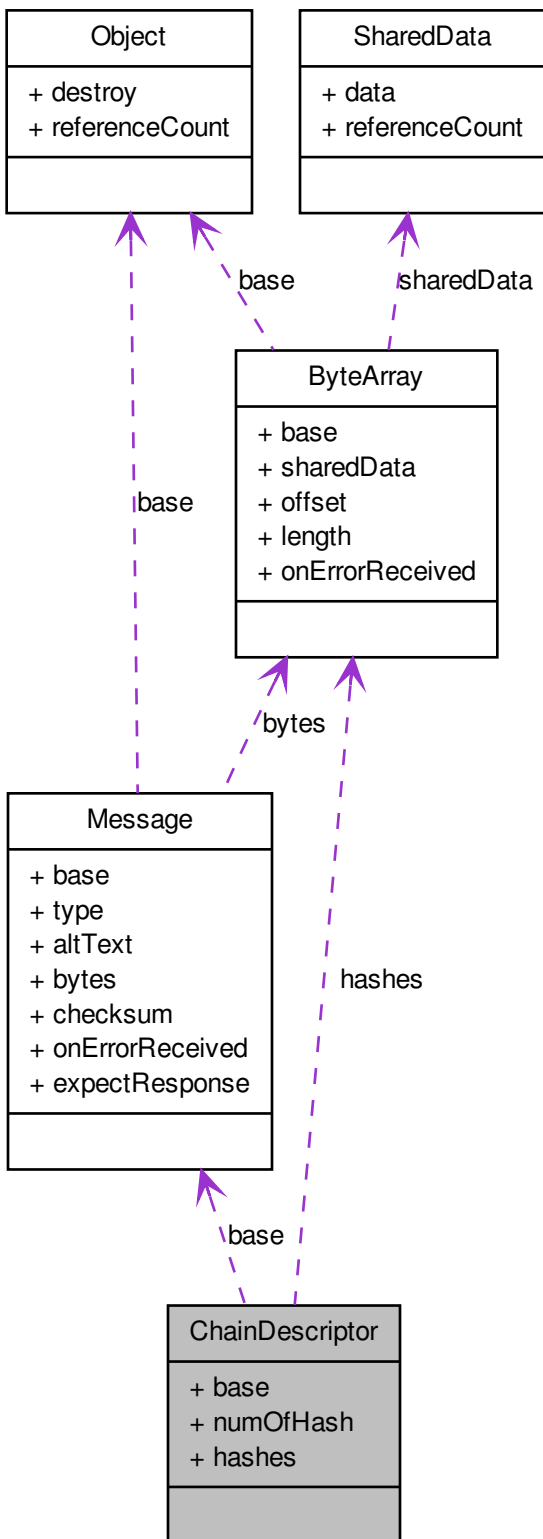 Object
+ destroy
+ referenceCount
SharedData
+ data
+ referenceCount
base
sharedData
ByteArray
+ base
+ sharedData
+ offset
+ length
+ onErrorReceived
base
bytes
Message
+ base
+ type
+ altText
+ bytes
+ checksum
+ onErrorReceived
+ expectResponse
hashes
base
ChainDescriptor
+ base
+ numOfHash
+ hashes